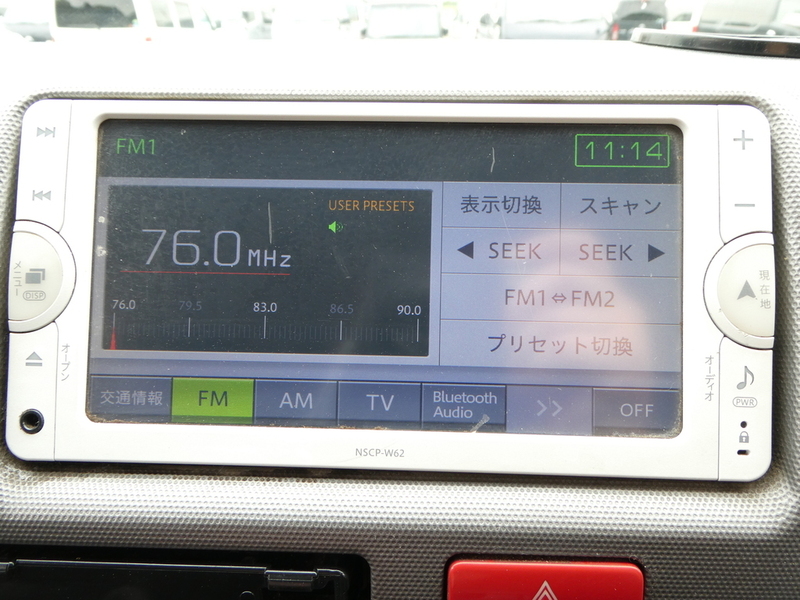 FM1
11:14
USER PRESETS
76.0 MHz
76.0 79.5 83.0 86.5 90.0
表示切換
スキャン
SEEK
SEEK
FM1⇔FM2
プリセット切換
交通情報
FM
AM
TV
Bluetooth
Audio
>>
OFF
メニュー
DISP
オープン
現在地
オーディオ
PWR
NSCP-W62